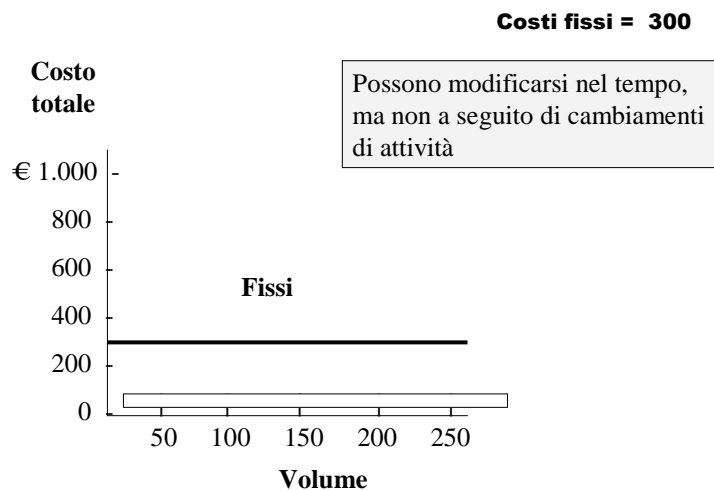 Costi fissi = 300
Costo
totale
Possono modificarsi nel tempo,
ma non a seguito di cambiamenti
di attività
€ 1.000
800
600
Fissi
400
200
0
50 100 150 200 250
Volume